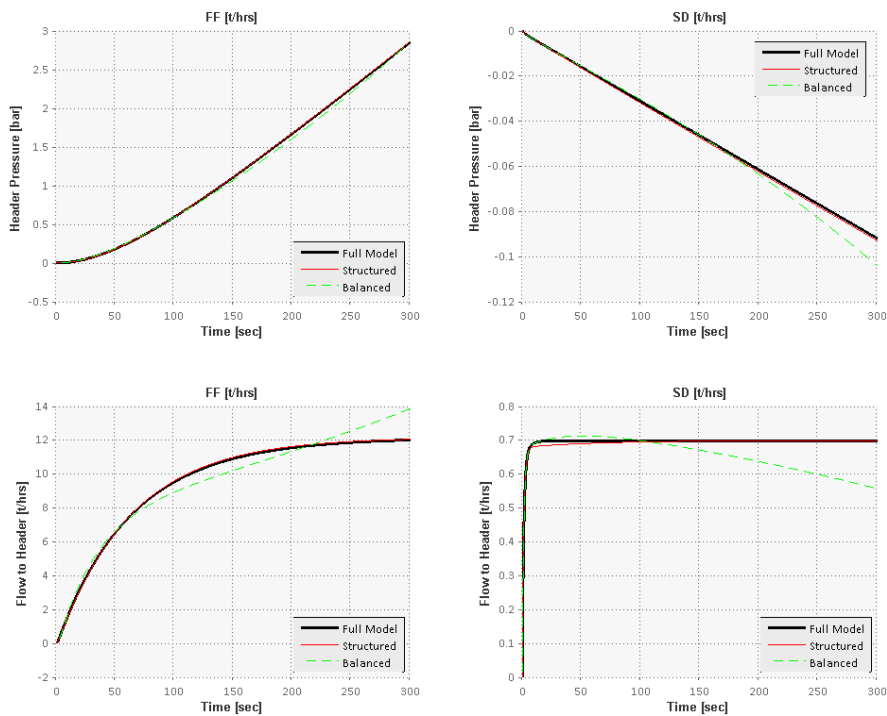 FF [t/hrs]
Header Pressure [bar]
3
2.5
2
1.5
1
0.5
0
-0.5
Full Model
Structured
Balanced
0
50
100
150
200
250
300
Time [sec]
SD [t/hrs]
Header Pressure [bar]
0
-0.02
-0.04
-0.06
-0.08
-0.1
-0.12
Full Model
Structured
Balanced
0
50
100
150
200
250
300
Time [sec]
FF [t/hrs]
Flow to Header [t/hrs]
14
12
10
8
6
4
2
0
-2
Full Model
Structured
Balanced
0
50
100
150
200
250
300
Time [sec]
SD [t/hrs]
Flow to Header [t/hrs]
0.8
0.7
0.6
0.5
0.4
0.3
0.2
0.1
0
Full Model
Structured
Balanced
0
50
100
150
200
250
300
Time [sec]